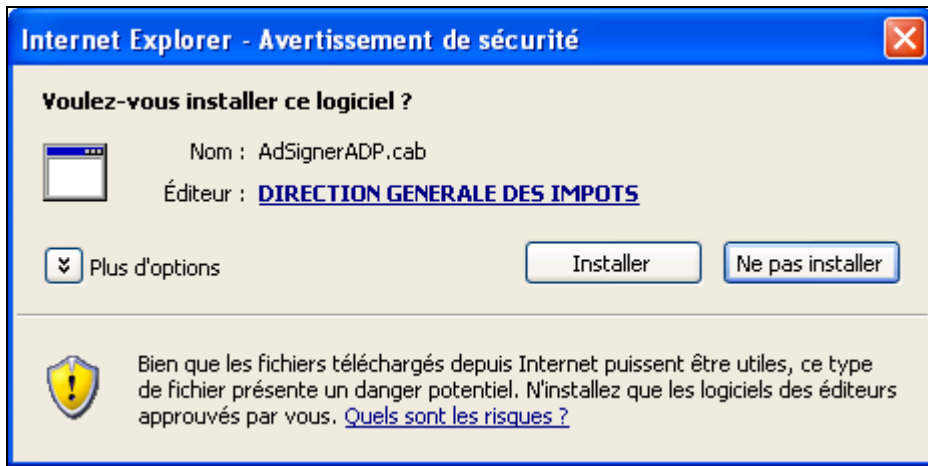 Internet Explorer - Avertissement de sécurité
Voulez-vous installer ce logiciel ?
Nom : AdSignerADP.cab
Éditeur : DIRECTION GENERALE DES IMPOTS
Plus d'options
Installer
Ne pas installer
Bien que les fichiers téléchargés depuis Internet puissent être utiles, ce type
de fichier présente un danger potentiel. N'installez que les logiciels des éditeurs
approuvés par vous. Quels sont les risques ?